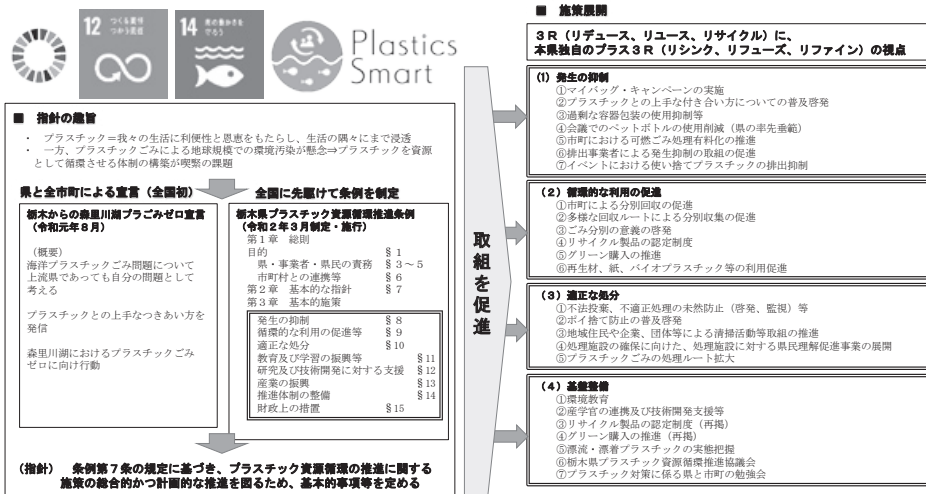 12 つくる責任
つかう責任
14 海の豊かさを
守ろう
Plastics
Smart
■ 指針の趣旨
・ プラスチック＝我々の生活に利便性と恩恵をもたらし、生活の隅々にまで浸透
・ 一方、プラスチックごみによる地球規模での環境汚染が懸念⇒プラスチックを資源
として循環させる体制の構築が喫緊の課題
県と全市町による宣言（全国初）
栃木からの森里川湖プラごみゼロ宣言
（令和元年８月）
（概要）
海洋プラスチックごみ問題について
上流県であっても自分の問題として
考える
プラスチックとの上手なつきあい方を
発信
森里川湖におけるプラスチックごみ
ゼロに向け行動
全国に先駆けて条例を制定
栃木県プラスチック資源循環推進条例
（令和２年３月制定・施行）
第１章 総則
目的 §１
県・事業者・県民の責務 §３～５
市町村との連携等 §６
第２章 基本的な指針 §７
第３章 基本的施策
発生の抑制 §８
循環的な利用の促進等 §９
適正な処分 §10
教育及び学習の振興等 §11
研究及び技術開発に対する支援 §12
産業の振興 §13
推進体制の整備 §14
財政上の措置 §15
（指針） 条例第７条の規定に基づき、プラスチック資源循環の推進に関する
施策の総合的かつ計画的な推進を図るため、基本的事項等を定める
取組を促進
■ 施策展開
３Ｒ（リデュース、リユース、リサイクル）に、
本県独自のプラス３Ｒ（リシンク、リフューズ、リファイン）の視点
（１）発生の抑制
①マイバッグ・キャンペーンの実施
②プラスチックとの上手な付き合い方についての普及啓発
③過剰な容器包装の使用抑制等
④会議でのペットボトルの使用削減（県の率先垂範）
⑤市町における可燃ごみ処理有料化の推進
⑥排出事業者による発生抑制の取組の促進
⑦イベントにおける使い捨てプラスチックの排出抑制
（２）循環的な利用の促進
①市町による分別回収の促進
②多様な回収ルートによる分別収集の促進
③ごみ分別の意義の啓発
④リサイクル製品の認定制度
⑤グリーン購入の推進
⑥再生材、紙、バイオプラスチック等の利用促進
（３）適正な処分
①不法投棄、不適正処理の未然防止（啓発、監視）等
②ポイ捨て防止の普及啓発
③地域住民や企業、団体等による清掃活動等取組の推進
④処理施設の確保に向けた、処理施設に対する県民理解促進事業の展開
⑤プラスチックごみの処理ルート拡大
（４）基盤整備
①環境教育
②産学官の連携及び技術開発支援等
③リサイクル製品の認定制度（再掲）
④グリーン購入の推進（再掲）
⑤漂流・漂着プラスチックの実態把握
⑥栃木県プラスチック資源循環推進協議会
⑦プラスチック対策に係る県と市町の勉強会